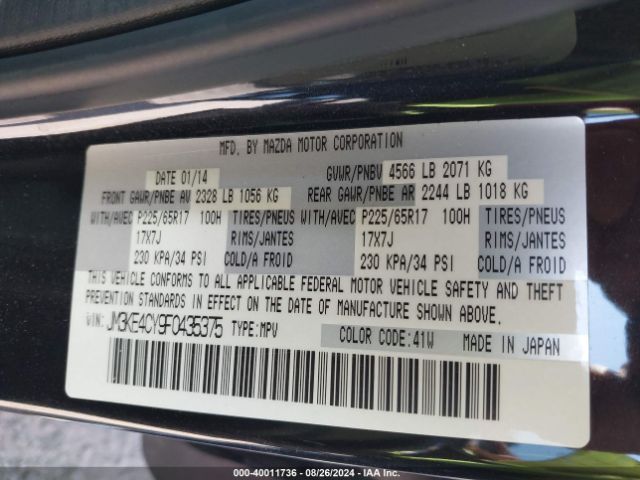 MFD. BY MAZDA MOTOR CORPORATION
DATE 01/14 GVWR/PNBV 4566 LB 2071 KG
FRONT GAWR/PNBE AV 2328 LB 1056 KG REAR GAWR/PNBE AR 2244 LB 1018 KG
WITH/AVEC P225/65R17 100H TIRES/PNEUS WITH/AVEC P225/65R17 100H TIRES/PNEUS
17X7J RIMS/JANTES 17X7J RIMS/JANTES
230 KPA/34 PSI COLD/A FROID 230 KPA/34 PSI COLD/A FROID
THIS VEHICLE CONFORMS TO ALL APPLICABLE FEDERAL MOTOR VEHICLE SAFETY AND THEFT
PREVENTION STANDARDS IN EFFECT ON THE DATE OF MANUFACTURE SHOWN ABOVE.
VIN: JM3KE4CY9F0435375 TYPE: MPV COLOR CODE: 41W MADE IN JAPAN
000-40011736 - 08/26/2024 - IAA Inc.